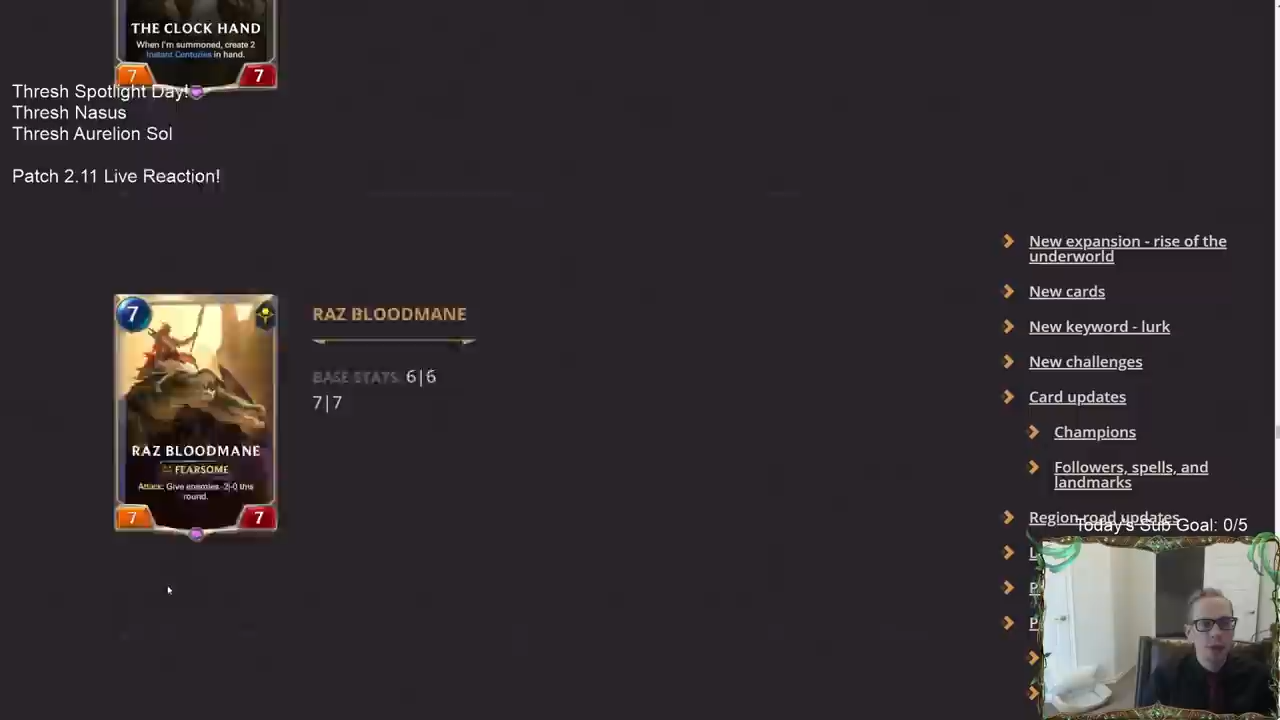 THE CLOCK HAND
When I'm summoned, create 2
Instant Centuries in hand.
7
7
Thresh Spotlight Day!
Thresh Nasus
Thresh Aurelion Sol
Patch 2.11 Live Reaction!
7
RAZ BLOODMANE
FEARSOME
Attack: Give enemies -2|-0 this
round.
7
7
RAZ BLOODMANE
BASE STATS: 6|6
7|7
New expansion - rise of the
underworld
New cards
New keyword - lurk
New challenges
Card updates
Champions
Followers, spells, and
landmarks
Region road updates
Today's Sub Goal: 0/5